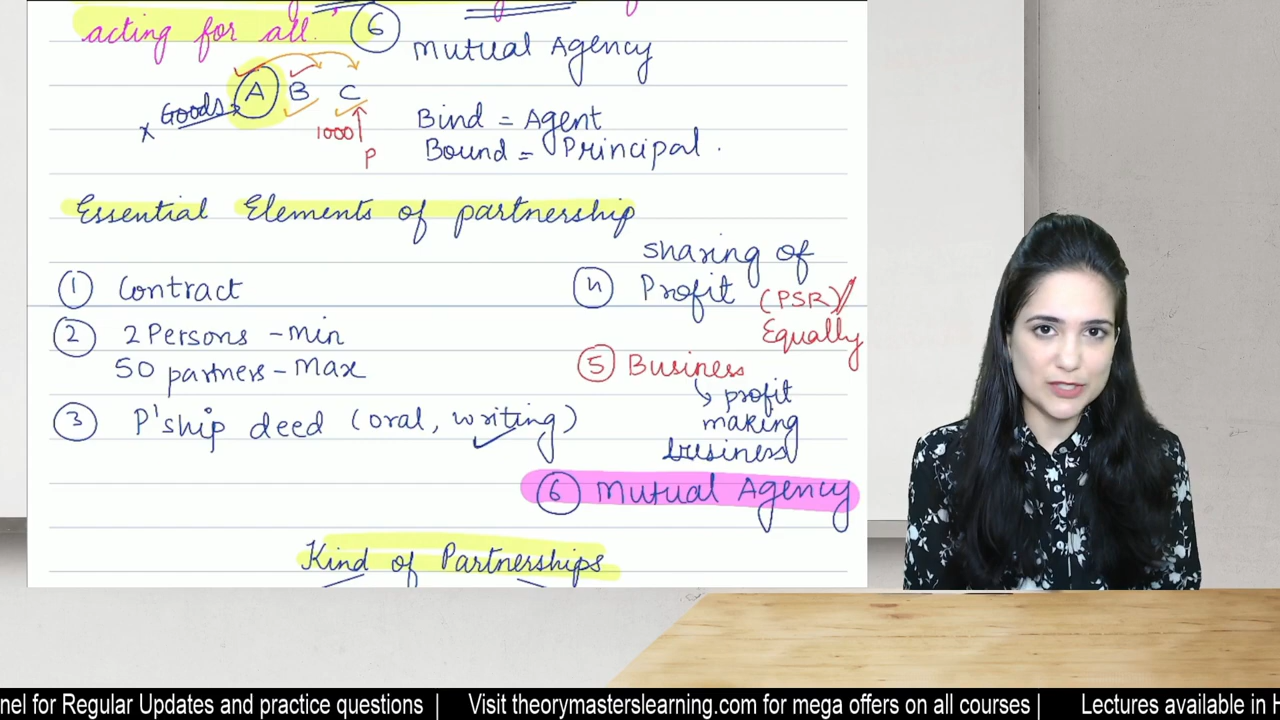 acting for all."
6 Mutual Agency
A B C
x Goods
1000
P
Bind = Agent
Bound = Principal.
Essential Elements of partnership
1 Contract
2 2 Persons - Min
50 partners - Max
3 P'ship deed (oral, writing)
sharing of
4 Profit (PSR)/
Equally
5 Business
↳ profit
making
business
6 Mutual Agency
Kind of Partnerships
nel for Regular Updates and practice questions | Visit theorymasterslearning.com for mega offers on all courses | Lectures available in H